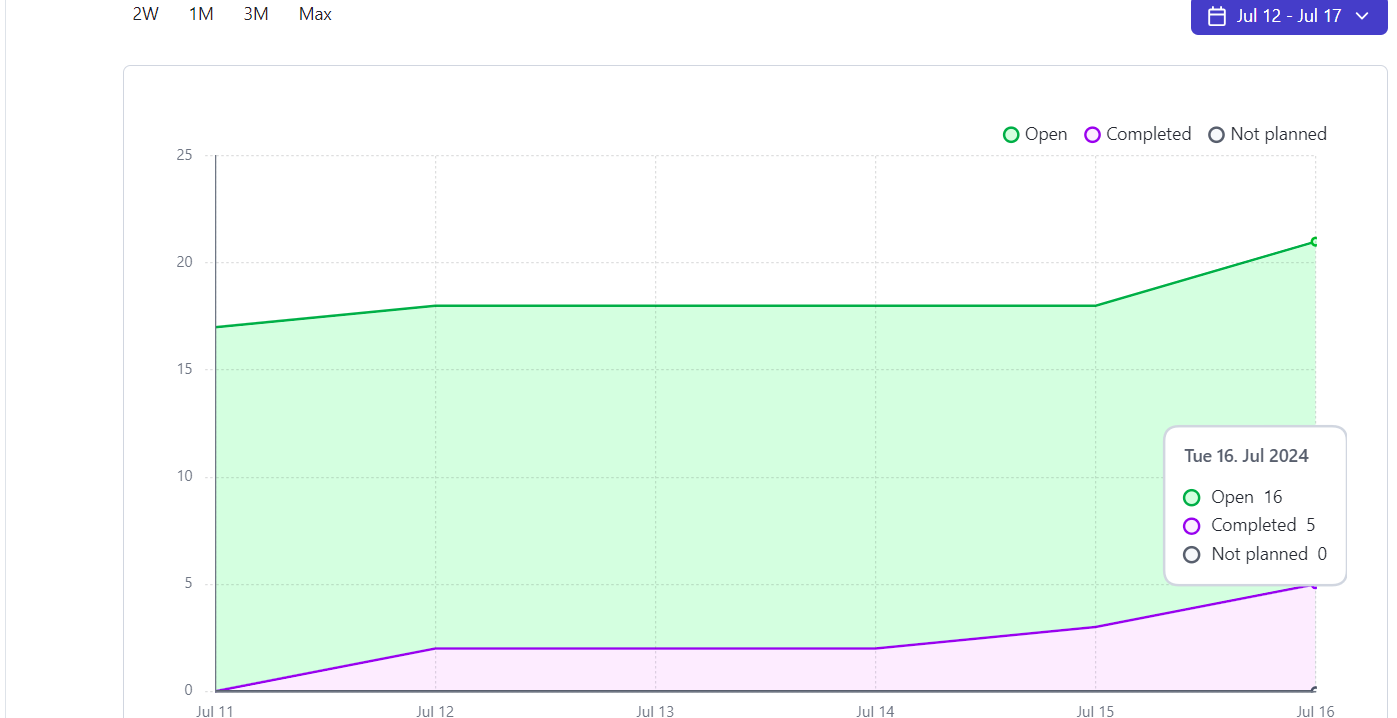 2W 1M 3M Max Jul 12 - Jul 17
Open Completed Not planned
25
20
15
10
5
0
Tue 16. Jul 2024
Open 16
Completed 5
Not planned 0
Jul 11 Jul 12 Jul 13 Jul 14 Jul 15 Jul 16